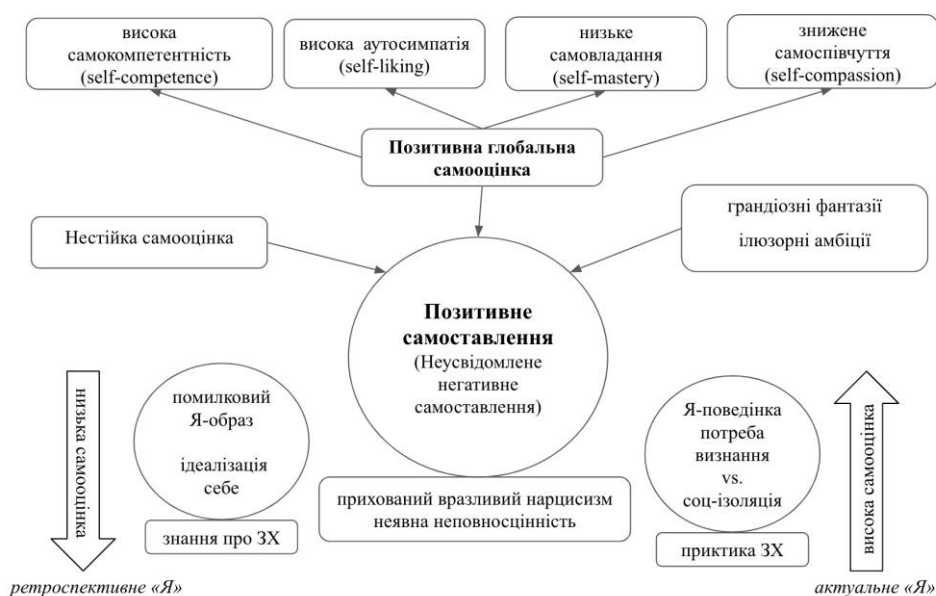 висока
самокомпетентність
(self-competence)
висока аутосимпатія
(self-liking)
низьке
самовладання
(self-mastery)
знижене
самоспівчуття
(self-compassion)
Позитивна глобальна
самооцінка
Нестійка самооцінка
грандіозні фантазії
ілюзорні амбіції
Позитивне
самоставлення
(Неусвідомлене
негативне
самоставлення)
низька самооцінка
помилковий
Я-образ
ідеалізація
себе
знання про ЗХ
прихований вразливий нарцисизм
неявна неповносцінність
Я-поведінка
потреба
визнання
vs.
соц-ізоляція
приктика ЗХ
висока самооцінка
ретроспективне «Я»
актуальне «Я»